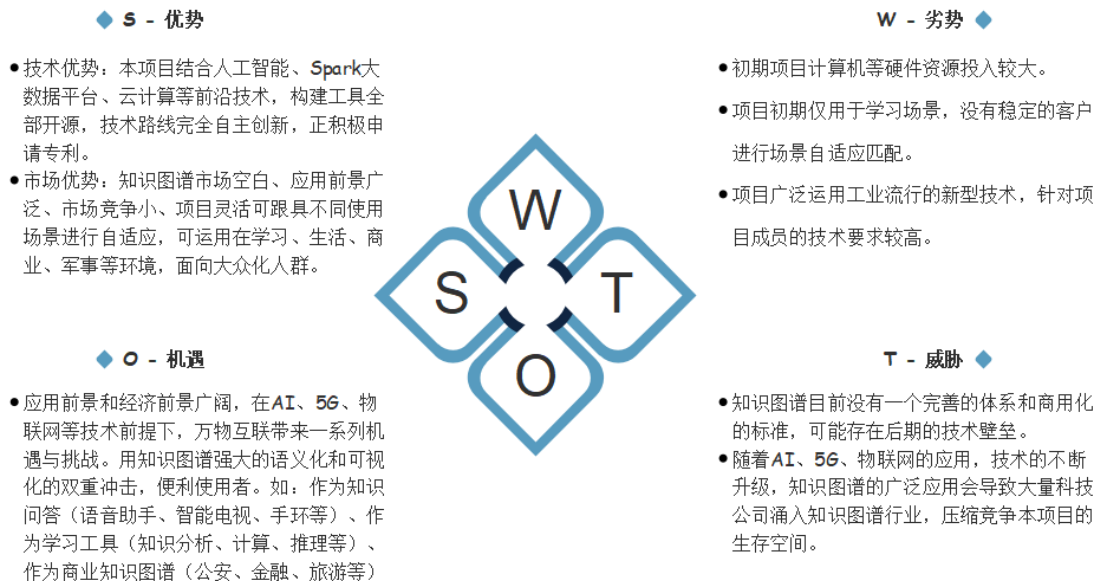 S - 优势
技术优势：本项目结合人工智能、Spark大
数据平台、云计算等前沿技术，构建工具全
部开源，技术路线完全自主创新，正积极申
请专利。
市场优势：知识图谱市场空白、应用前景广
泛、市场竞争小、项目灵活可跟具不同使用
场景进行自适应，可运用在学习、生活、商
业、军事等环境，面向大众化人群。
W - 劣势
初期项目计算机等硬件资源投入较大。
项目初期仅用于学习场景，没有稳定的客户
进行场景自适应匹配。
项目广泛运用工业流行的新型技术，针对项
目成员的技术要求较高。
W
S
T
O
O - 机遇
应用前景和经济前景广阔，在AI、5G、物
联网等技术前提下，万物互联带来一系列机
遇与挑战。用知识图谱强大的语义化和可视
化的双重冲击，便利使用者。如：作为知识
问答（语音助手、智能电视、手环等）、作
为学习工具（知识分析、计算、推理等）、
作为商业知识图谱（公安、金融、旅游等）
T - 威胁
知识图谱目前没有一个完善的体系和商用化
的标准，可能存在后期的技术壁垒。
随着AI、5G、物联网的应用，技术的不断
升级，知识图谱的广泛应用会导致大量科技
公司涌入知识图谱行业，压缩竞争本项目的
生存空间。